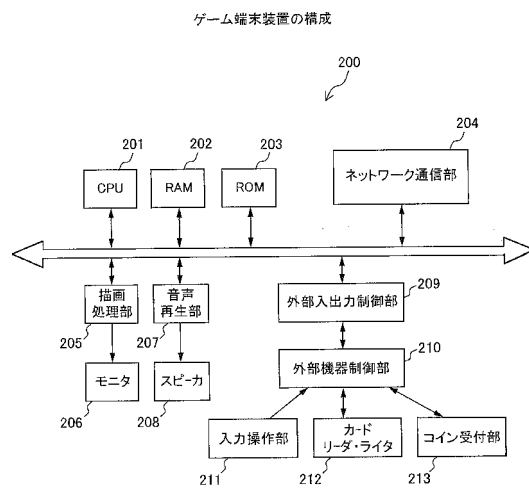 ゲーム端末装置の構成
200
201
202
203
204
CPU
RAM
ROM
ネットワーク通信部
描画
処理部
205
音声
再生部
207
外部入出力制御部
209
モニタ
206
スピーカ
208
外部機器制御部
210
入力操作部
211
カード
リーダ・ライタ
212
コイン受付部
213